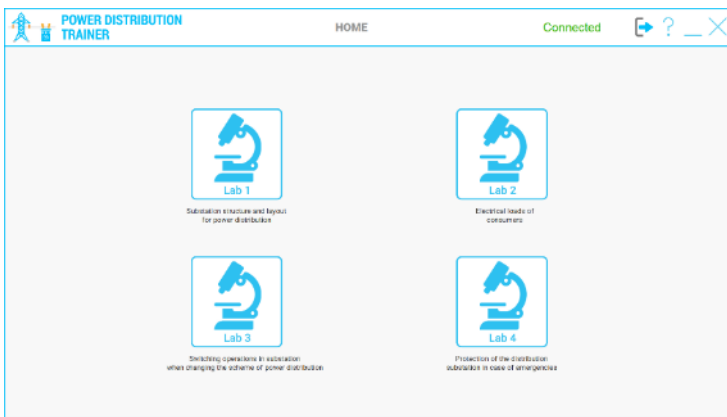 POWER DISTRIBUTION
TRAINER
HOME
Connected
Lab 1
Substation structure and layout
for power distribution
Lab 2
Electrical loads of
consumers
Lab 3
Switching operations in substation
when changing the scheme of power distribution
Lab 4
Protection of the distribution
substation in case of emergencies